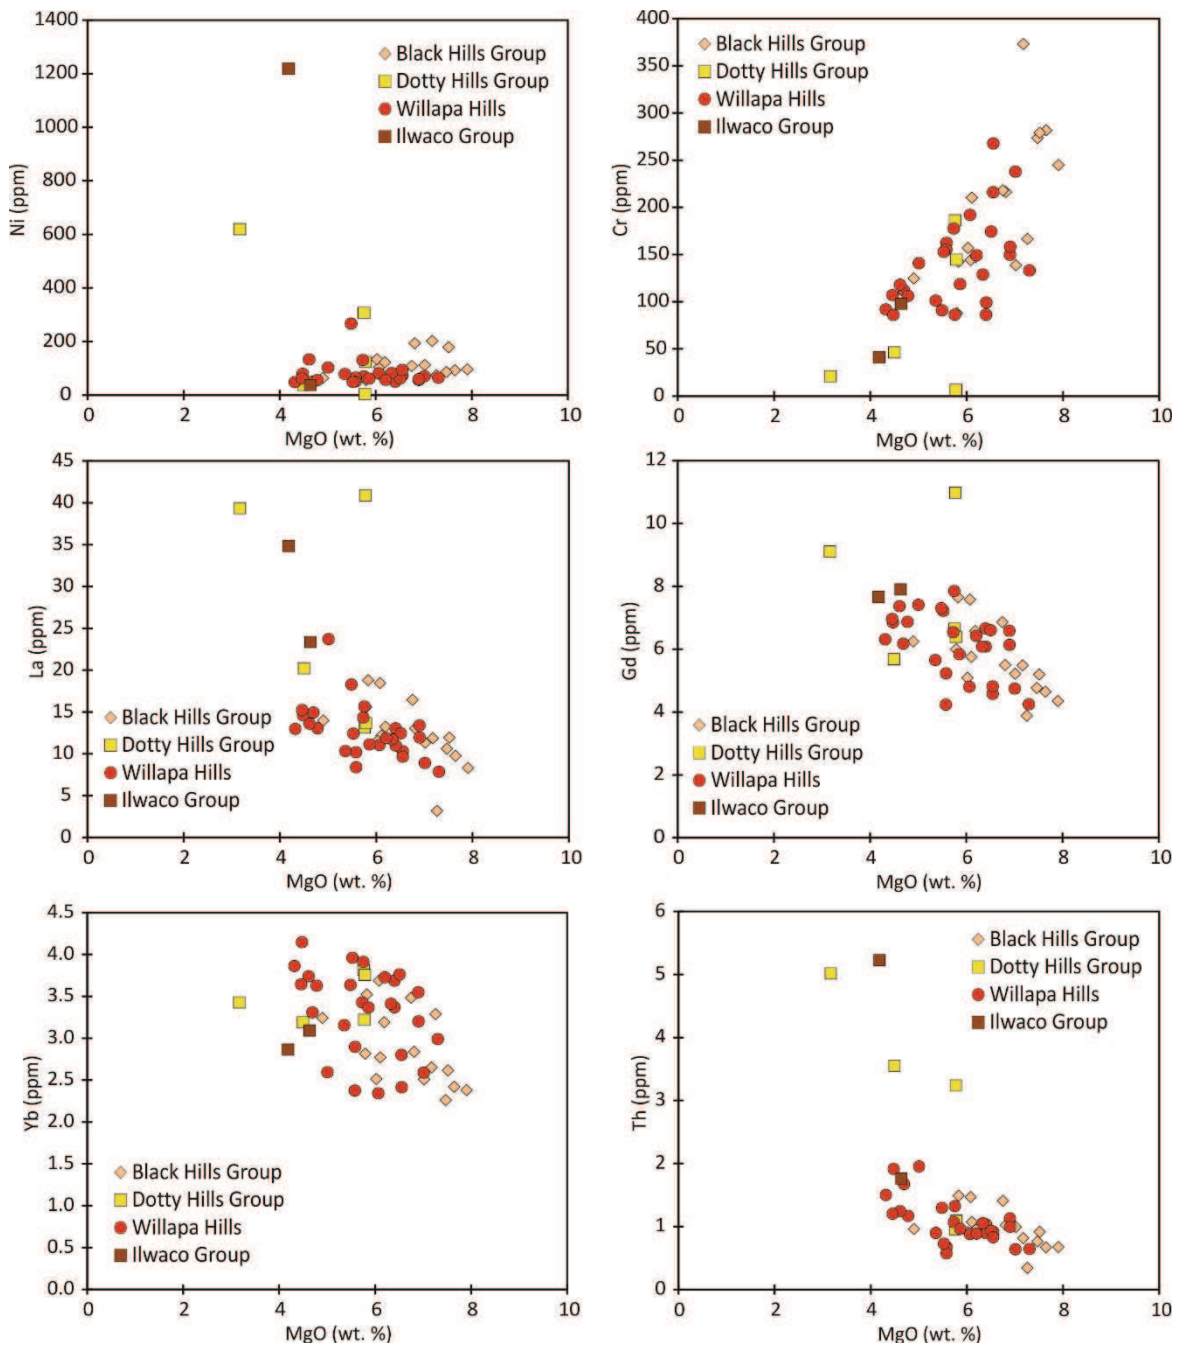 1400
1200
1000
800
600
400
200
0
Ni (ppm)
Black Hills Group
Dotty Hills Group
Willapa Hills
Ilwaco Group
0 2 4 6 8 10
MgO (wt. %)
400
350
300
250
200
150
100
50
0
Cr (ppm)
Black Hills Group
Dotty Hills Group
Willapa Hills
Ilwaco Group
0 2 4 6 8 10
MgO (wt. %)
45
40
35
30
25
20
15
10
5
0
La (ppm)
Black Hills Group
Dotty Hills Group
Willapa Hills
Ilwaco Group
0 2 4 6 8 10
MgO (wt. %)
12
10
8
6
4
2
0
Gd (ppm)
Black Hills Group
Dotty Hills Group
Willapa Hills
Ilwaco Group
0 2 4 6 8 10
MgO (wt. %)
4.5
4.0
3.5
3.0
2.5
2.0
1.5
1.0
0.5
0.0
Yb (ppm)
Black Hills Group
Dotty Hills Group
Willapa Hills
Ilwaco Group
0 2 4 6 8 10
MgO (wt. %)
6
5
4
3
2
1
0
Th (ppm)
Black Hills Group
Dotty Hills Group
Willapa Hills
Ilwaco Group
0 2 4 6 8 10
MgO (wt. %)